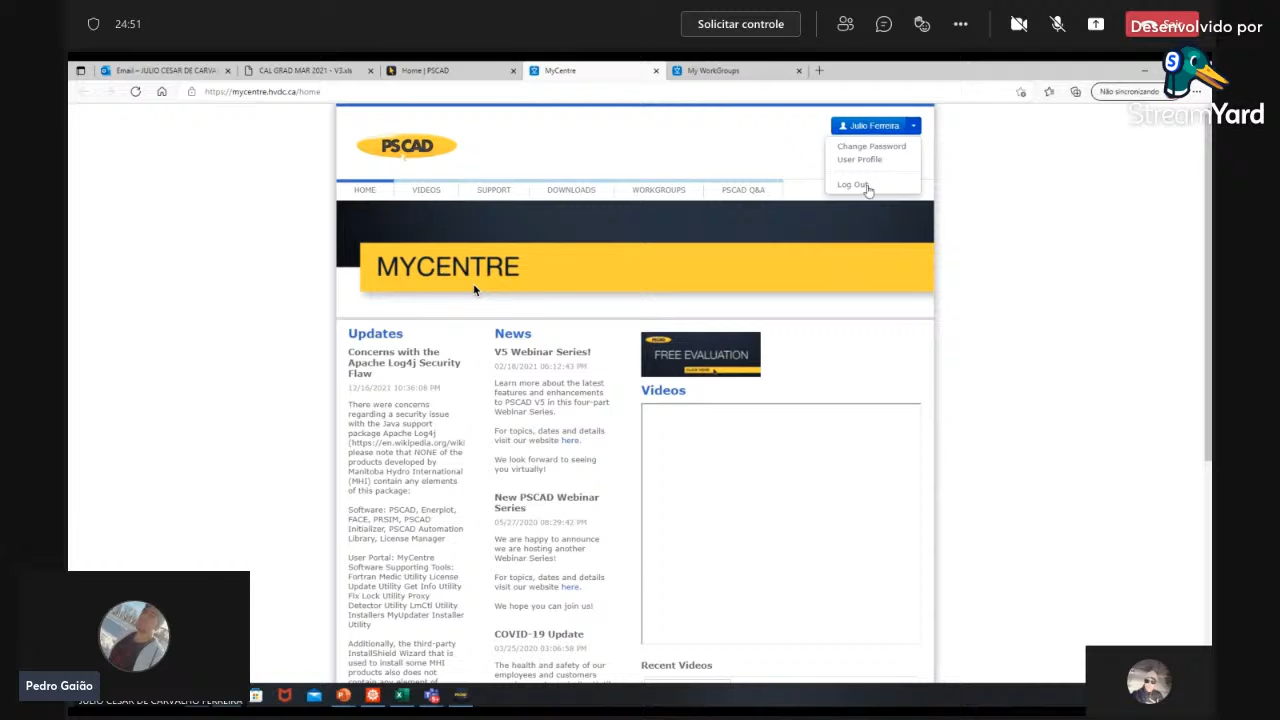 24:51
Solicitar controle
Desenvolvido por
StreamYard
Email – JULIO CESAR DE CARVA
CAL GRAD MAR 2021 - V3.xls
Home | PSCAD
MyCentre
My WorkGroups
https://mycentre.hvdc.ca/home
Não sincronizando
PSCAD
Julio Ferreira
Change Password
User Profile
Log Out
HOME
VIDEOS
SUPPORT
DOWNLOADS
WORKGROUPS
PSCAD Q&A
MYCENTRE
Updates
Concerns with the
Apache Log4j Security
Flaw
12/16/2021 10:36:08 PM
There were concerns
regarding a security issue
with the Java support
package Apache Log4j
(https://en.wikipedia.org/wiki
please note that NONE of the
products developed by
Manitoba Hydro International
(MHI) contain any elements
of this package:
Software: PSCAD, Enerplot,
FACE, PRSIM, PSCAD
Initializer, PSCAD Automation
Library, License Manager
User Portal: MyCentre
Software Supporting Tools:
Fortran Medic Utility License
Update Utility Get Info Utility
Fix Lock Utility Proxy
Detector Utility LmCtl Utility
Installers MyUpdater Installer
Utility
Additionally, the third-party
InstallShield Wizard that is
used to install some MHI
products also does not
contain any element of
News
V5 Webinar Series!
02/18/2021 06:12:43 PM
Learn more about the latest
features and enhancements
to PSCAD V5 in this four-part
Webinar Series.
For topics, dates and details
visit our website here.
We look forward to seeing
you virtually!
New PSCAD Webinar
Series
05/27/2020 08:29:42 PM
We are happy to announce
we are hosting another
Webinar Series!
For topics, dates and details
visit our website here.
We hope you can join us!
COVID-19 Update
03/25/2020 03:06:58 PM
The health and safety of our
employees and customers
PSCAD
FREE EVALUATION
CLICK HERE
Videos
Recent Videos
Pedro Gaião
JULIO CESAR DE CARVALHO FERREIRA